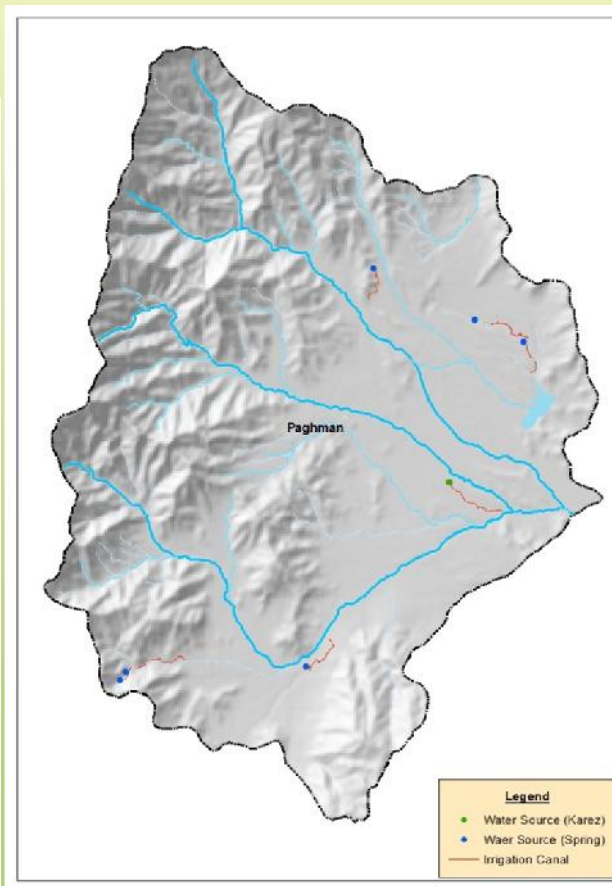 Paghman
Legend
Water Source (Karez)
Waer Source (Spring)
Irrigation Canal